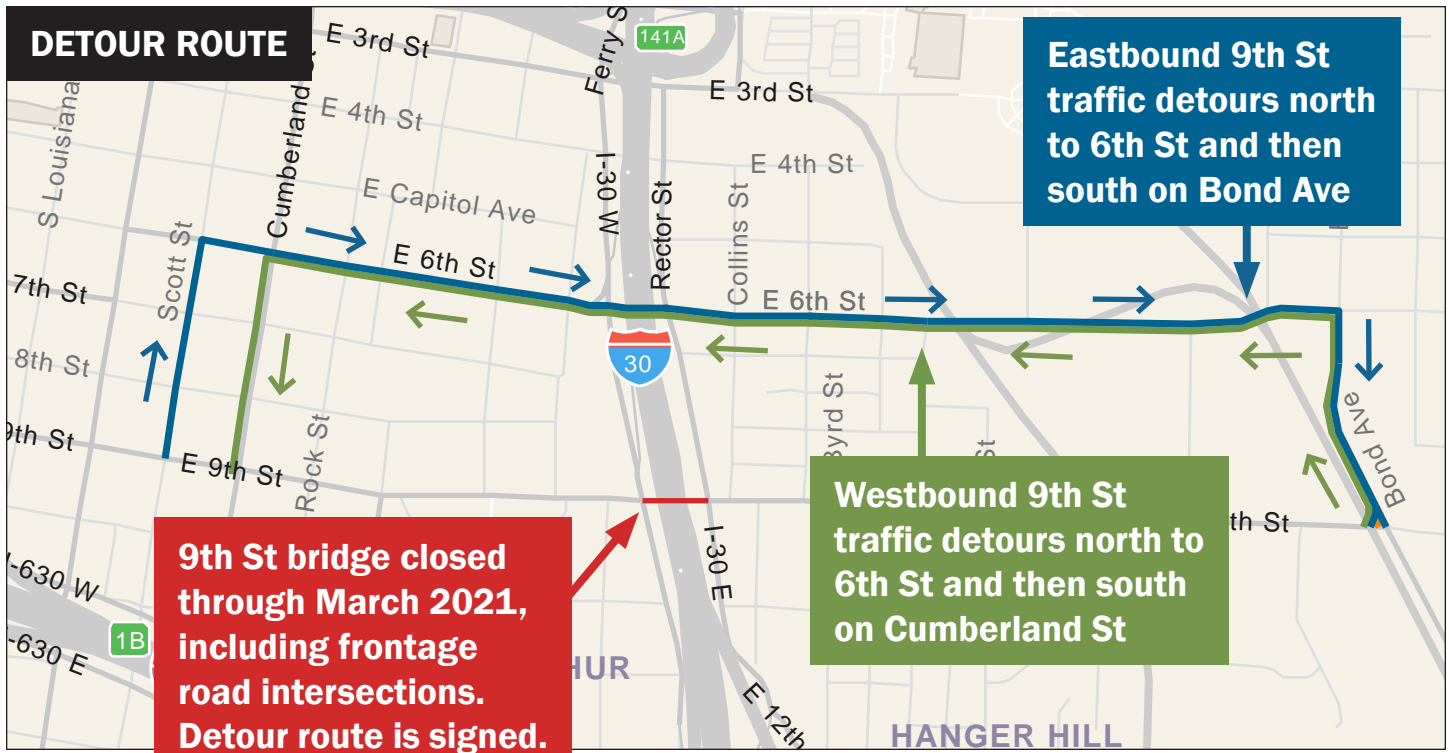 DETOUR ROUTE
E 3rd St
Ferry S
141A
E 3rd St
Eastbound 9th St
traffic detours north
to 6th St and then
south on Bond Ave
S Louisiana
Cumberland
E 4th St
E 4th St
I-30 W
Rector St
Collins St
E Capitol Ave
Scott St
E 6th St
E 6th St
7th St
30
8th St
Byrd St
Bond Ave
9th St
E 9th St
Rock St
St
Westbound 9th St
traffic detours north to
6th St and then south
on Cumberland St
th St
9th St bridge closed
through March 2021,
including frontage
road intersections.
Detour route is signed.
I-30 E
I-630 W
1B
-630 E
HUR
E 12th
HANGER HILL